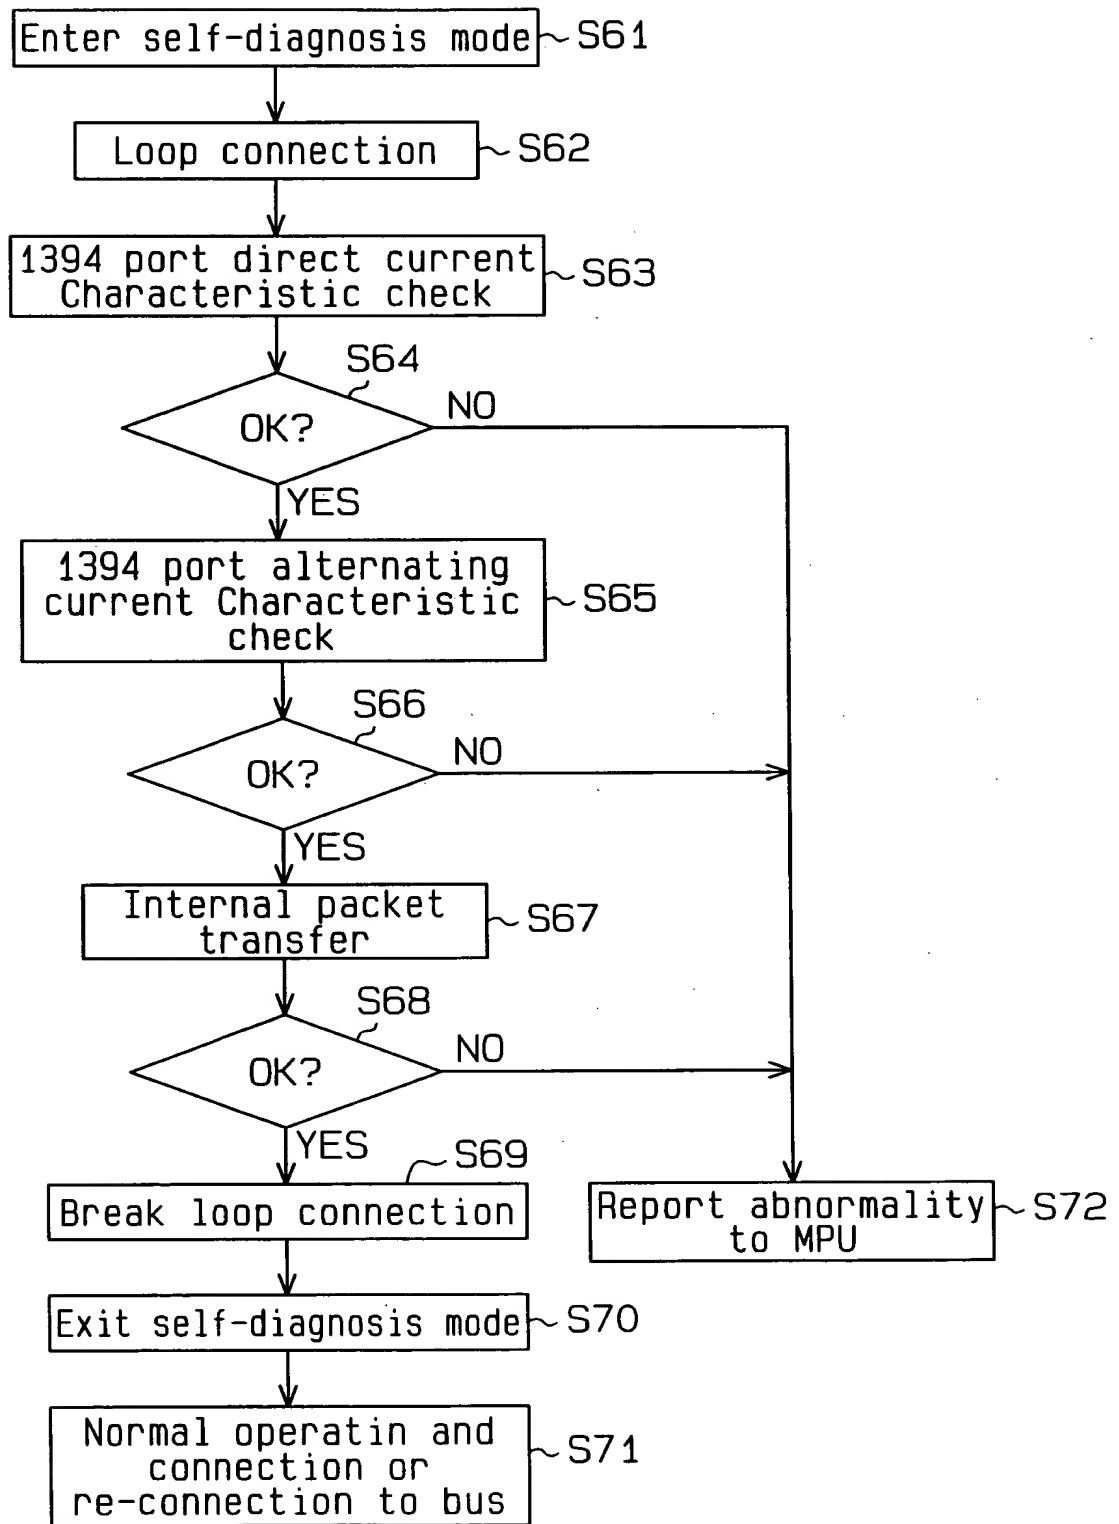 Enter self-diagnosis mode S61
Loop connection S62
1394 port direct current
Characteristic check
S63
S64
OK?
NO
YES
1394 port alternating
current Characteristic
check
S65
S66
OK?
NO
YES
Internal packet
transfer
S67
S68
OK?
NO
YES
S69
Break loop connection
Report abnormality
to MPU
S72
Exit self-diagnosis mode S70
Normal operatin and
connection or
re-connection to bus
S71